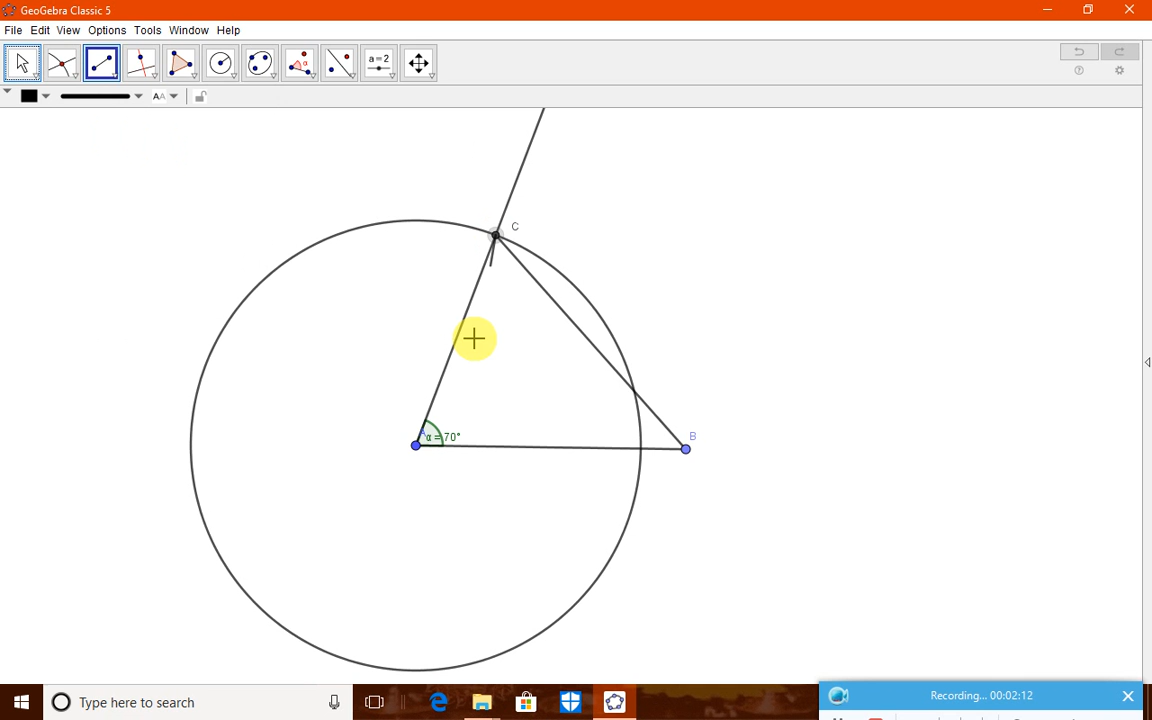 GeoGebra Classic 5
File Edit View Options Tools Window Help
a = 2
AA
C
A
α = 70°
B
Type here to search
Recording... 00:02:12